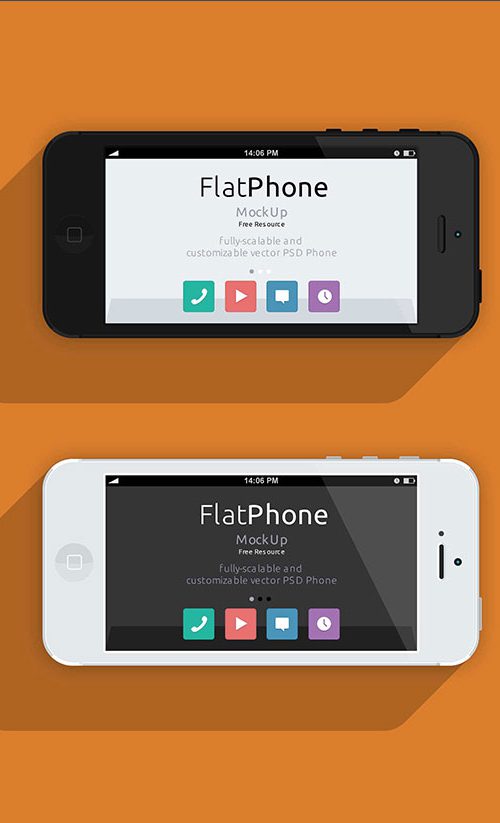 14:06 PM
FlatPhone
MockUp
Free Resource
fully-scalable and
customizable vector PSD Phone
14:06 PM
FlatPhone
MockUp
Free Resource
fully-scalable and
customizable vector PSD Phone